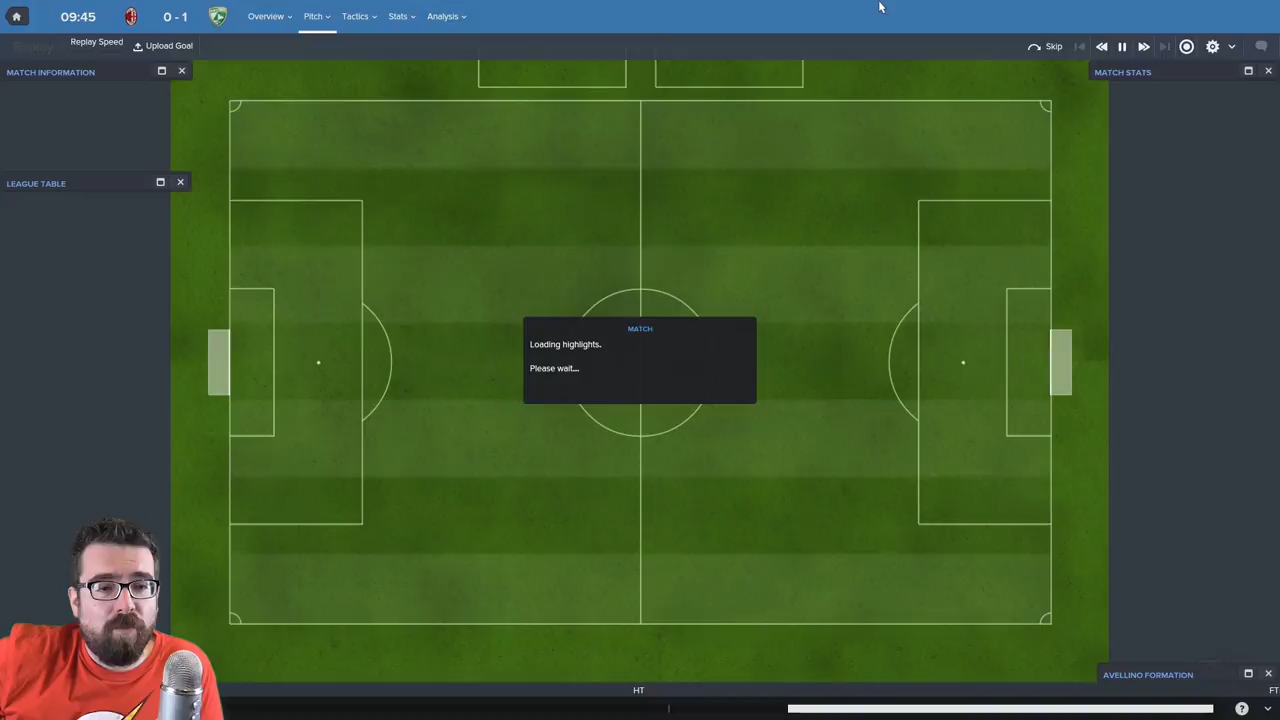 09:45 0 - 1 Overview Pitch Tactics Stats Analysis
Replay Speed Upload Goal Skip
MATCH INFORMATION MATCH STATS
LEAGUE TABLE
MATCH
Loading highlights.
Please wait...
AVELLINO FORMATION
HT FT
?